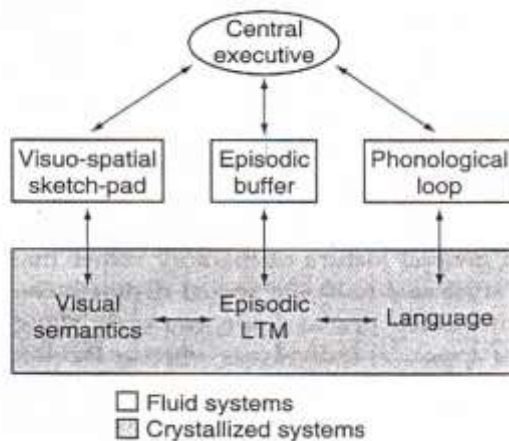 Central
executive
Visuo-spatial
sketch-pad
Episodic
buffer
Phonological
loop
Visual
semantics
Episodic
LTM
Language
Fluid systems
Crystallized systems